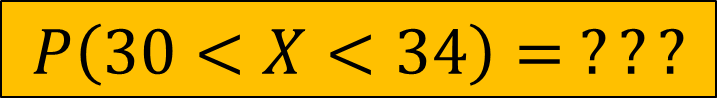 P(30 < X < 34) = ???